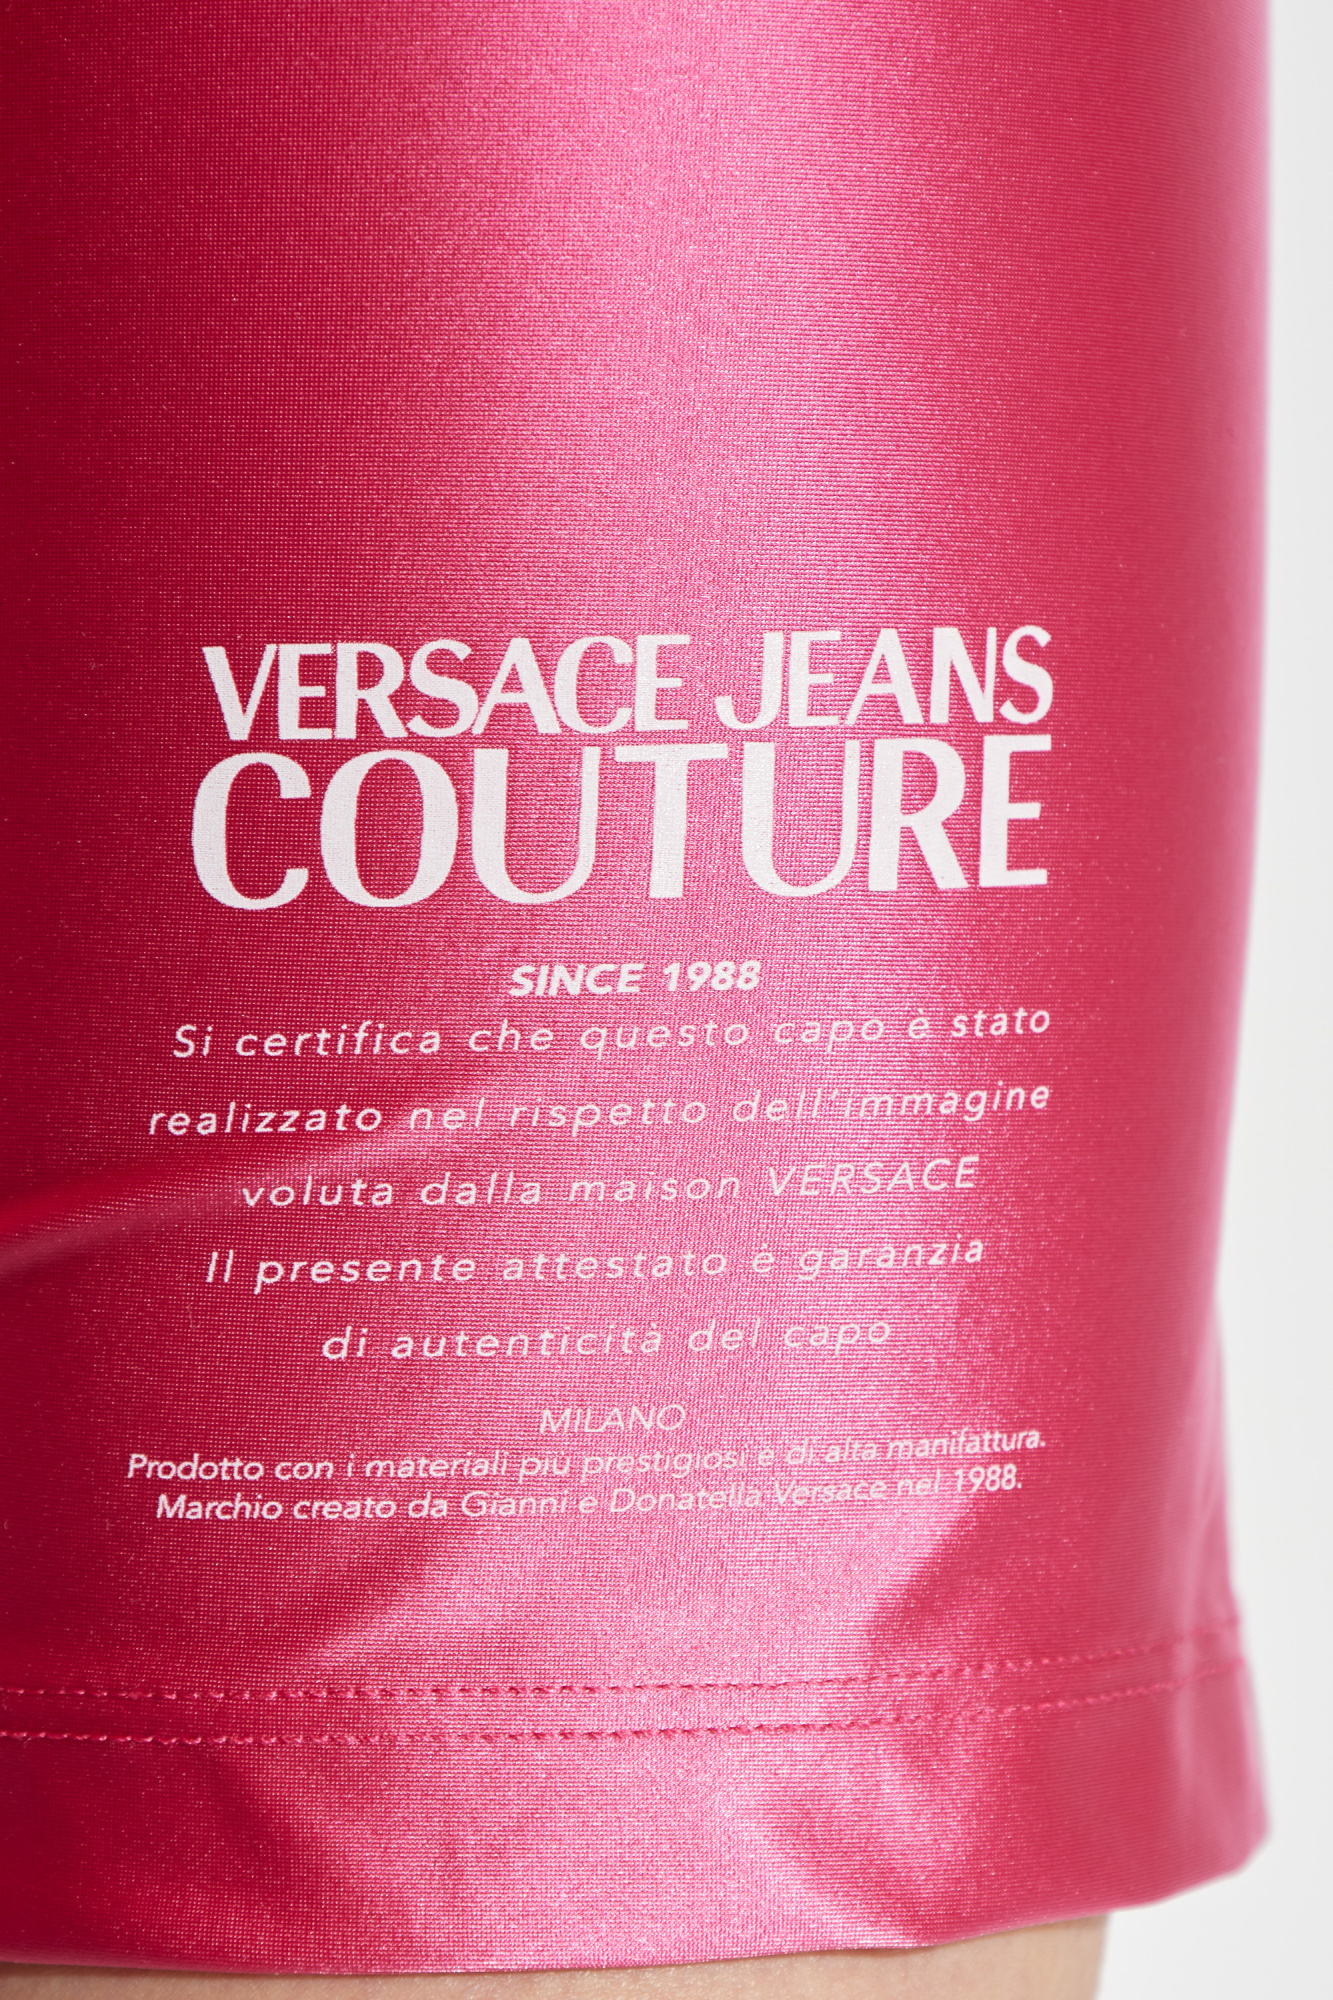 VERSACE JEANS
COUTURE
SINCE 1988
Si certifica che questo capo è stato
realizzato nel rispetto dell'immagine
voluta dalla maison VERSACE
Il presente attestato è garanzia
di autenticità del capo
MILANO
Prodotto con i materiali più prestigiosi e di alta manifattura.
Marchio creato da Gianni e Donatella Versace nel 1988.